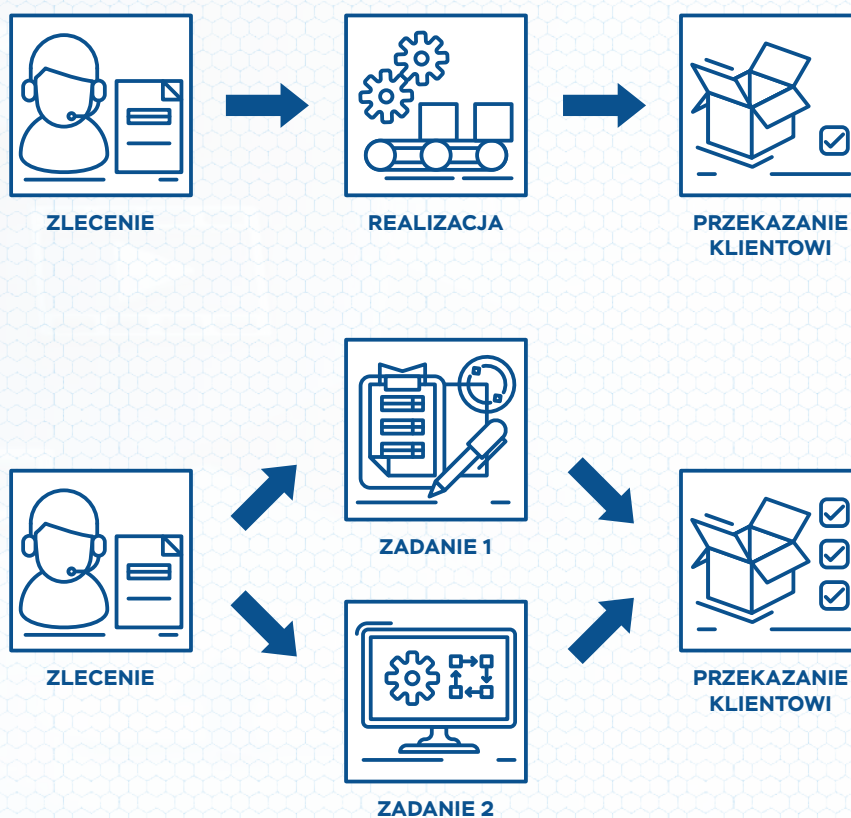 ZLECENIE
REALIZACJA
PRZEKAZANIE
KLIENTOWI
ZADANIE 1
ZLECENIE
PRZEKAZANIE
KLIENTOWI
ZADANIE 2